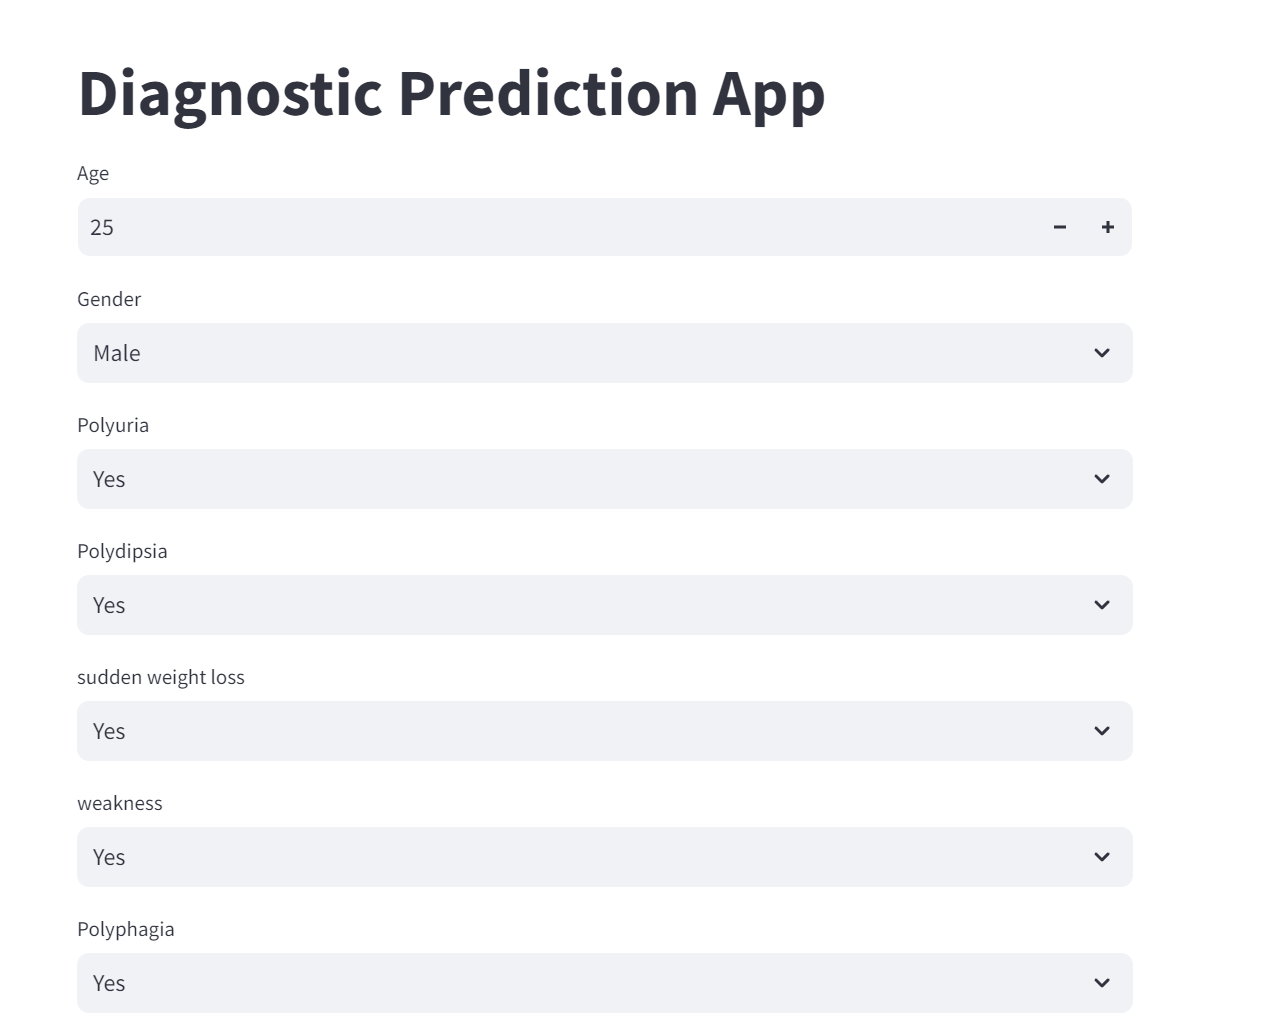 Diagnostic Prediction App
Age
25
Gender
Male
Polyuria
Yes
Polydipsia
Yes
sudden weight loss
Yes
weakness
Yes
Polyphagia
Yes